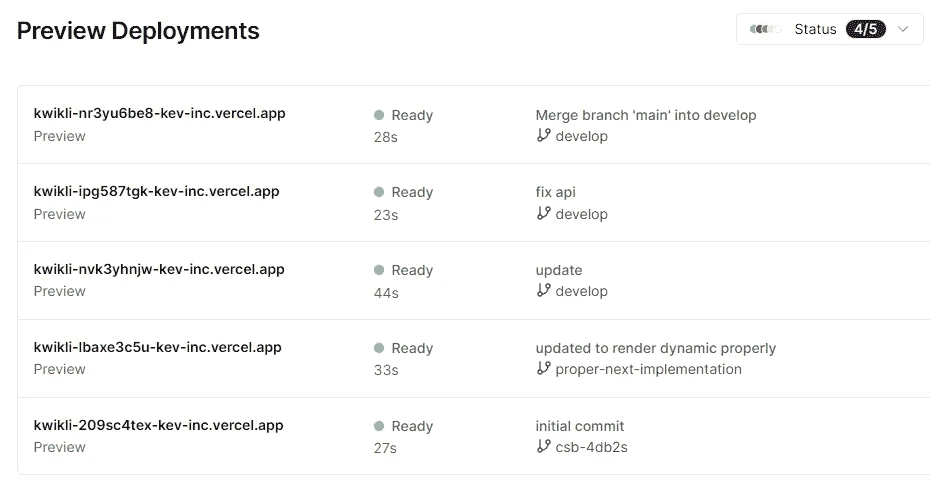 Preview Deployments
Status 4/5
kwikli-nr3yu6be8-kev-inc.vercel.app
Ready
Merge branch 'main' into develop
Preview
28s
develop
kwikli-ipg587tgk-kev-inc.vercel.app
Ready
fix api
Preview
23s
develop
kwikli-nvk3yhnjw-kev-inc.vercel.app
Ready
update
Preview
44s
develop
kwikli-lbaxe3c5u-kev-inc.vercel.app
Ready
updated to render dynamic properly
Preview
33s
proper-next-implementation
kwikli-209sc4tex-kev-inc.vercel.app
Ready
initial commit
Preview
27s
csb-4db2s